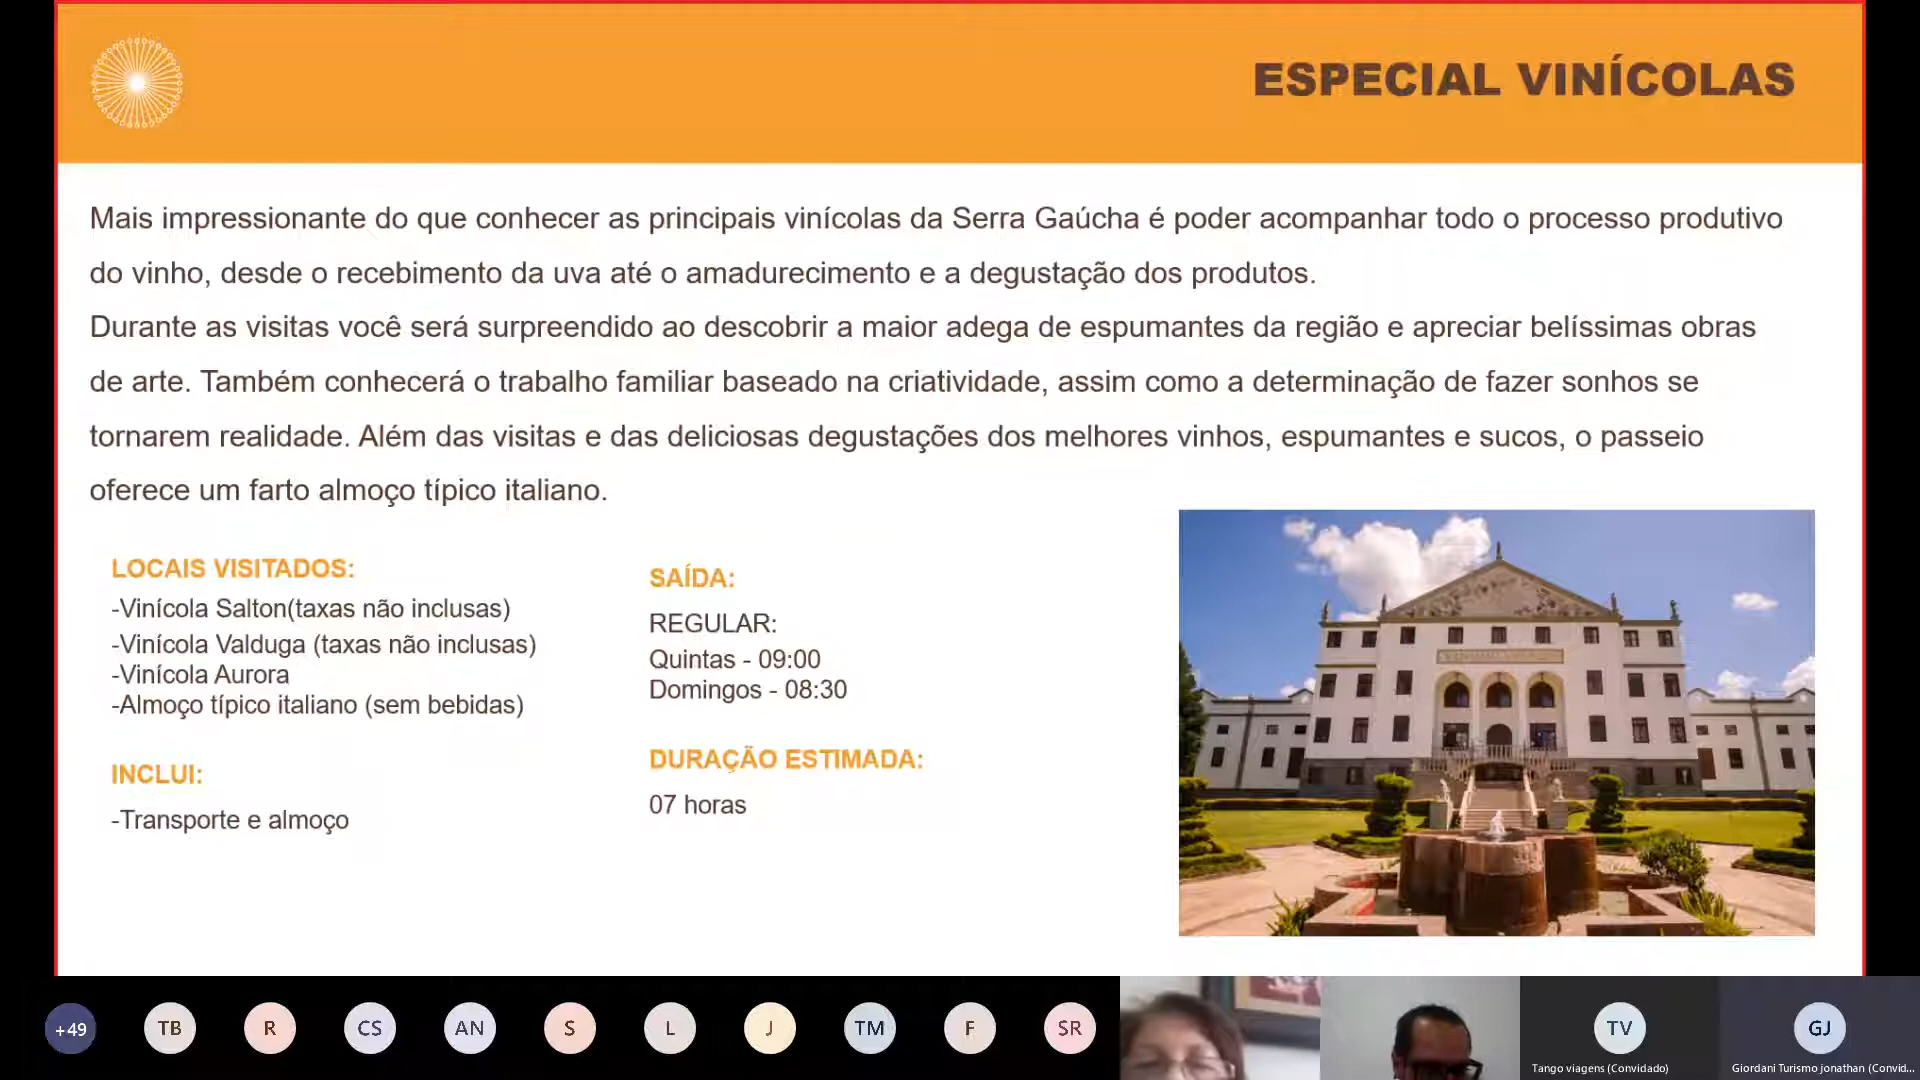 ESPECIAL VINÍCOLAS
Mais impressionante do que conhecer as principais vinícolas da Serra Gaúcha é poder acompanhar todo o processo produtivo
do vinho, desde o recebimento da uva até o amadurecimento e a degustação dos produtos.
Durante as visitas você será surpreendido ao descobrir a maior adega de espumantes da região e apreciar belíssimas obras
de arte. Também conhecerá o trabalho familiar baseado na criatividade, assim como a determinação de fazer sonhos se
tornarem realidade. Além das visitas e das deliciosas degustações dos melhores vinhos, espumantes e sucos, o passeio
oferece um farto almoço típico italiano.
LOCAIS VISITADOS:
-Vinícola Salton(taxas não inclusas)
-Vinícola Valduga (taxas não inclusas)
-Vinícola Aurora
-Almoço típico italiano (sem bebidas)
INCLUI:
-Transporte e almoço
SAÍDA:
REGULAR:
Quintas - 09:00
Domingos - 08:30
DURAÇÃO ESTIMADA:
07 horas
+49
TB
R
CS
AN
S
L
J
TM
F
SR
TV
Tango viagens (Convidado)
GJ
Giordani Turismo jonathan (Convid...